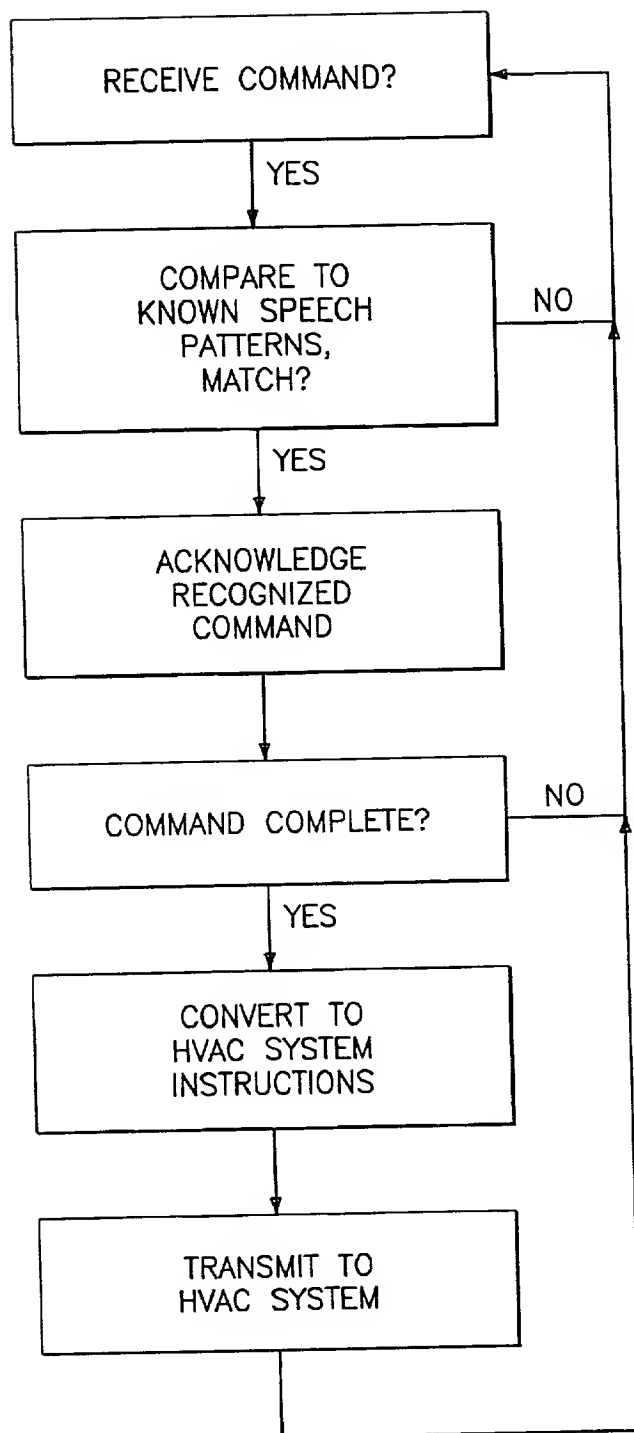 RECEIVE COMMAND?
YES
COMPARE TO
KNOWN SPEECH
PATTERNS,
MATCH?
NO
YES
ACKNOWLEDGE
RECOGNIZED
COMMAND
COMMAND COMPLETE?
NO
YES
CONVERT TO
HVAC SYSTEM
INSTRUCTIONS
TRANSMIT TO
HVAC SYSTEM